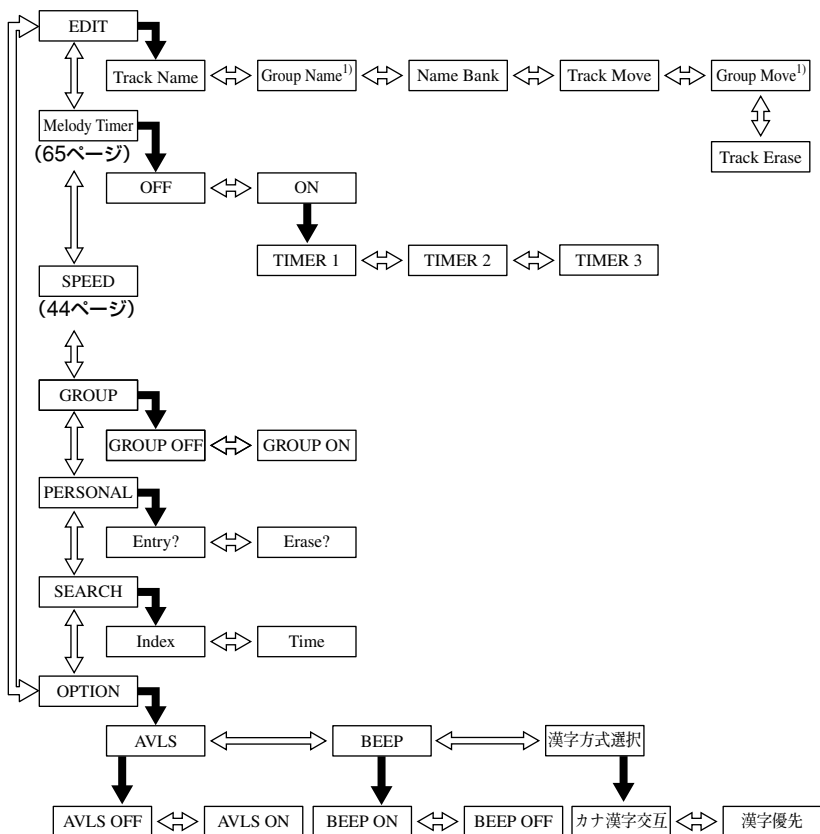 EDIT
Track Name
Group Name1)
Name Bank
Track Move
Group Move1)
Melody Timer
(65ページ)
Track Erase
OFF
ON
TIMER 1
TIMER 2
TIMER 3
SPEED
(44ページ)
GROUP
GROUP OFF
GROUP ON
PERSONAL
Entry?
Erase?
SEARCH
Index
Time
OPTION
AVLS
BEEP
漢字方式選択
AVLS OFF
AVLS ON
BEEP ON
BEEP OFF
カナ漢字交互
漢字優先